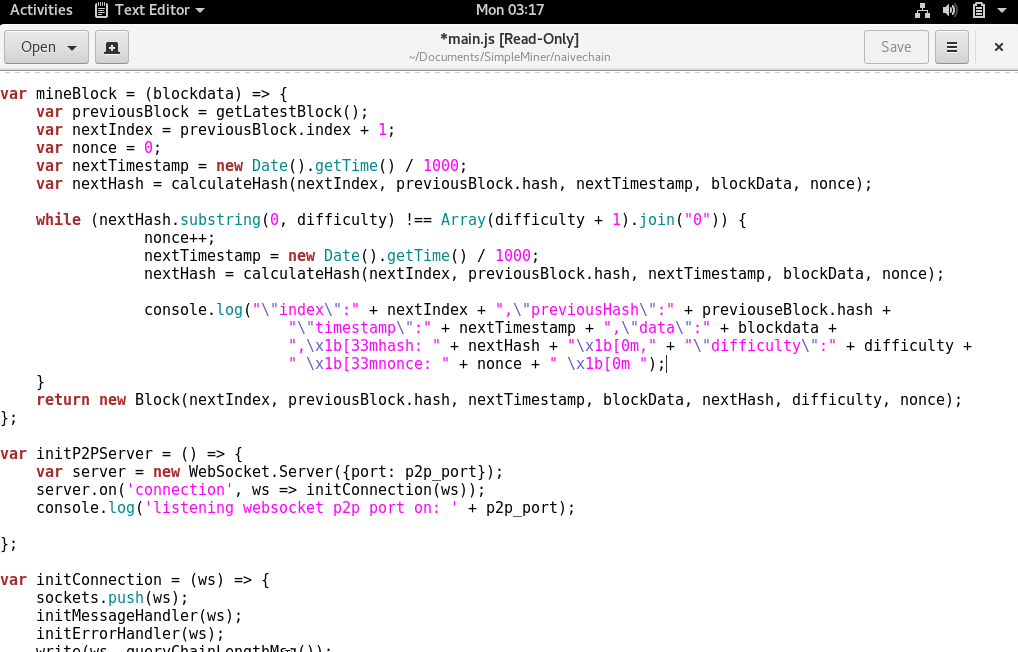 Activities Text Editor Mon 03:17
Open *main.js [Read-Only] Save
~/Documents/SimpleMiner/naivechain
var mineBlock = (blockdata) => {
    var previousBlock = getLatestBlock();
    var nextIndex = previousBlock.index + 1;
    var nonce = 0;
    var nextTimestamp = new Date().getTime() / 1000;
    var nextHash = calculateHash(nextIndex, previousBlock.hash, nextTimestamp, blockData, nonce);
    while (nextHash.substring(0, difficulty) !== Array(difficulty + 1).join("0")) {
                nonce++;
                nextTimestamp = new Date().getTime() / 1000;
                nextHash = calculateHash(nextIndex, previousBlock.hash, nextTimestamp, blockData, nonce);
                console.log("\"index\":" + nextIndex + ",\"previousHash\":" + previouseBlock.hash +
                                "\"timestamp\":" + nextTimestamp + ",\"data\":" + blockdata +
                                ",\x1b[33mhash: " + nextHash + "\x1b[0m," + "\"difficulty\":" + difficulty +
                                " \x1b[33mnonce: " + nonce + " \x1b[0m ");
    }
    return new Block(nextIndex, previousBlock.hash, nextTimestamp, blockData, nextHash, difficulty, nonce);
};
var initP2PServer = () => {
    var server = new WebSocket.Server({port: p2p_port});
    server.on('connection', ws => initConnection(ws));
    console.log('listening websocket p2p port on: ' + p2p_port);
};
var initConnection = (ws) => {
    sockets.push(ws);
    initMessageHandler(ws);
    initErrorHandler(ws);
    write(ws, queryChainLengthMsg());